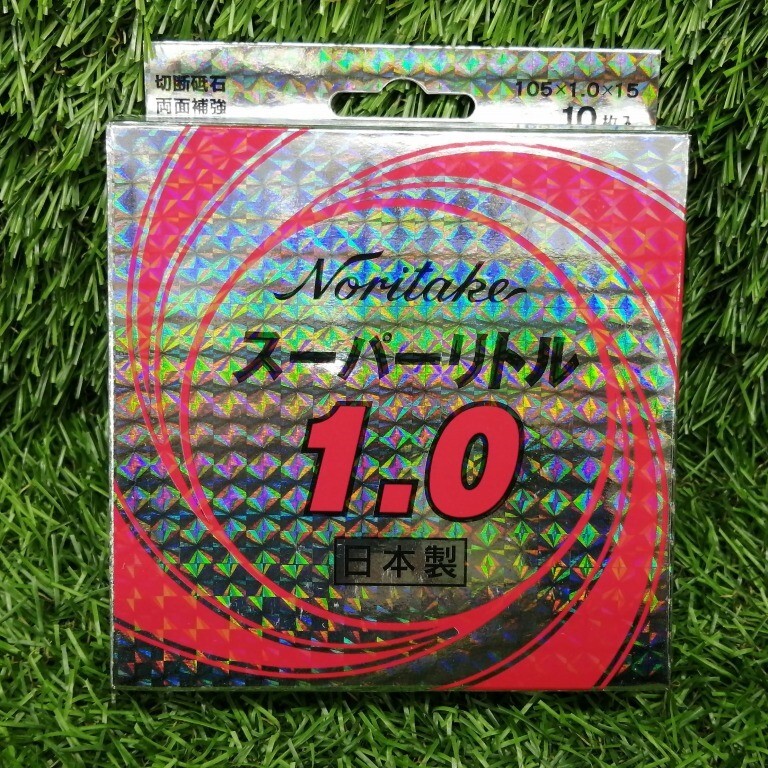 切断砥石
両面補強
105×1.0×15
10枚入
Noritake
スーパーリトル
1.0
日本製